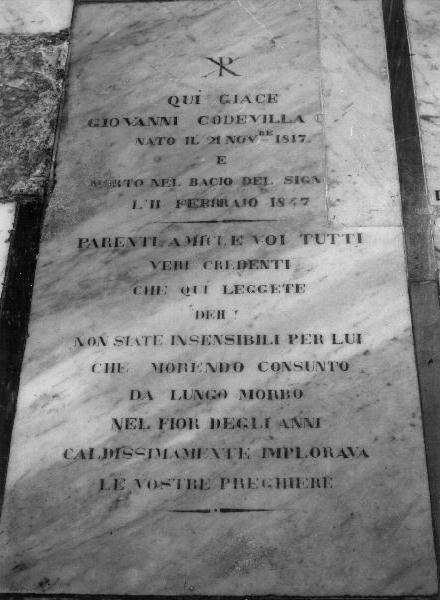 ☧
QUI GIACE
GIOVANNI CODEVILLA
NATO IL 21 NOVBRE 1817.
E
MORTO NEL BACIO DEL SIGN
L'11 FEBBRAJO 1847
PARENTI, AMICI, E VOI TUTTI
VERI CREDENTI
CHE QUI LEGGETE
DEH!
NON SIATE INSENSIBILI PER LUI
CHE MORENDO CONSUNTO
DA LUNGO MORBO
NEL FIOR DEGLI ANNI
CALDISSIMAMENTE IMPLORAVA
LE VOSTRE PREGHIERE